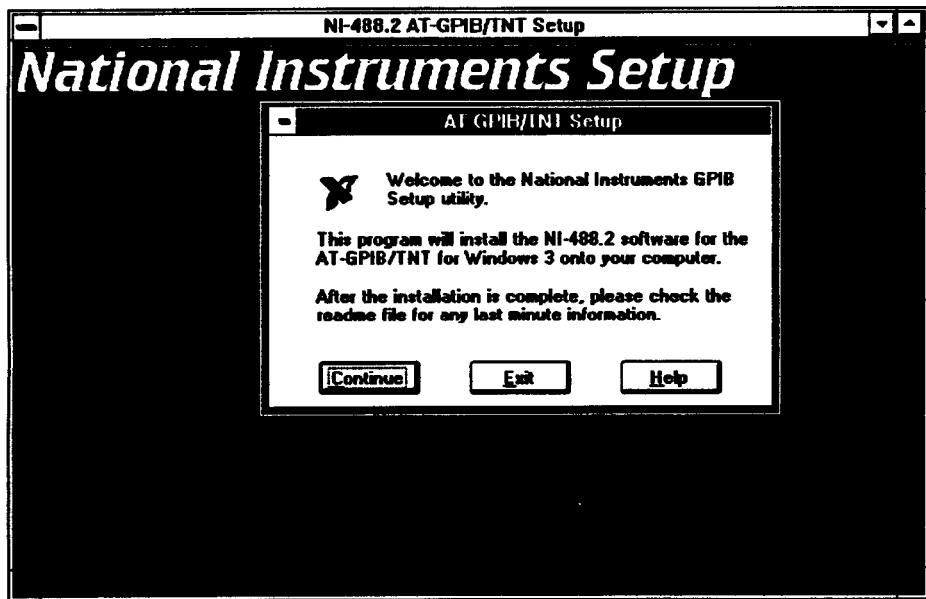 NI-488.2 AT-GPIB/TNT Setup
National Instruments Setup
AT GPIB/TNT Setup
Welcome to the National Instruments GPIB
Setup utility.
This program will install the NI-488.2 software for the
AT-GPIB/TNT for Windows 3 onto your computer.
After the installation is complete, please check the
readme file for any last minute information.
Continue Exit Help